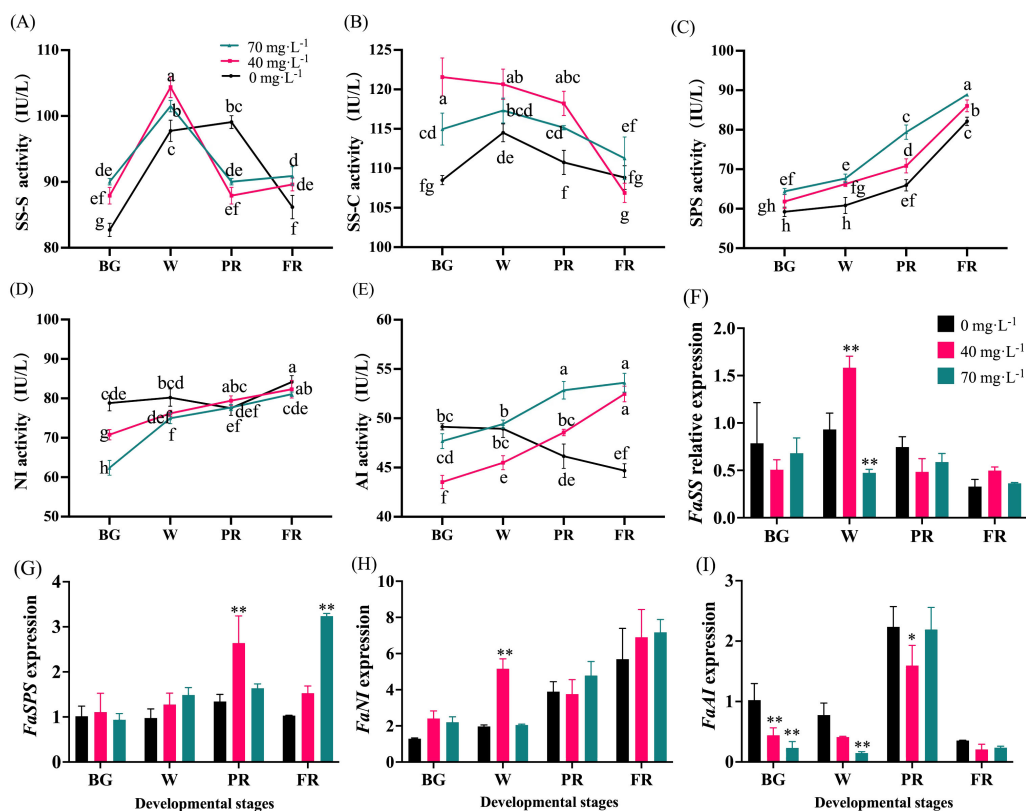 (A)
SS-S activity (IU/L)
110
100
90
80
70 mg·L⁻¹
40 mg·L⁻¹
0 mg·L⁻¹
a
b
bc
c
de
de
d
ef
de
g
ef
f
BG W PR FR
(B)
SS-C activity (IU/L)
125
120
115
110
105
100
ab
abc
a
bcd
cd
cd
ef
de
fg
f
fg
g
BG W PR FR
(C)
SPS activity (IU/L)
100
90
80
70
60
50
a
c
b
c
e
d
ef
fg
gh
ef
h
h
BG W PR FR
(D)
NI activity (IU/L)
100
90
80
70
60
50
a
cde
bcd
abc
ab
def
def
cde
g
f
ef
h
BG W PR FR
(E)
AI activity (IU/L)
60
55
50
45
40
a
a
bc
b
bc
a
cd
bc
f
e
de
ef
BG W PR FR
(F)
FaSS relative expression
2.0
1.5
1.0
0.5
0.0
0 mg·L⁻¹
40 mg·L⁻¹
70 mg·L⁻¹
**
**
BG W PR FR
(G)
FaSPS expression
4
3
2
1
0
**
**
BG W PR FR
Developmental stages
(H)
FaNI expression
10
8
6
4
2
0
**
BG W PR FR
Developmental stages
(I)
FaAI expression
3
2
1
0
*
**
**
**
BG W PR FR
Developmental stages